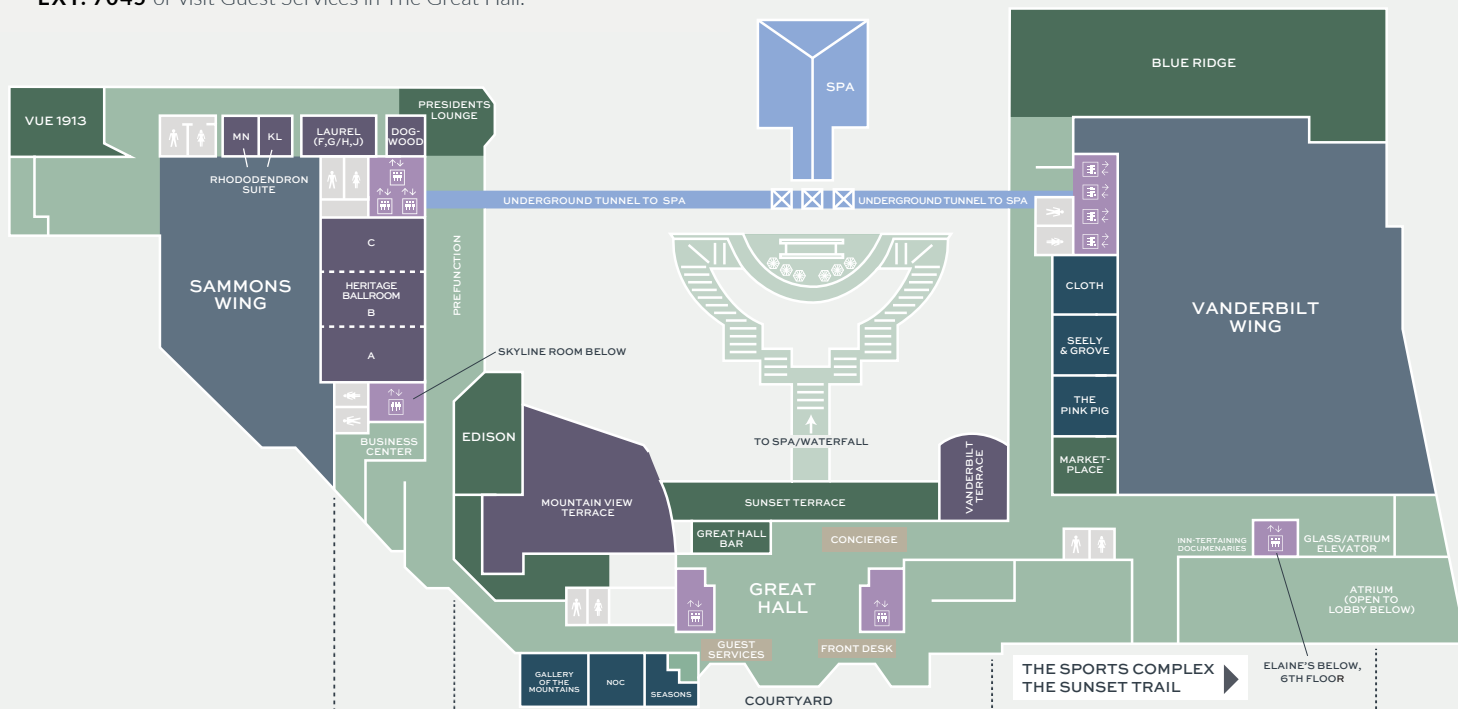 EXT. 7045 or visit Guest Services in The Great Hall.
BLUE RIDGE
SPA
VUE 1913
PRESIDENTS
LOUNGE
MN
KL
LAUREL
(F,G/H,J)
DOG-
WOOD
RHODODENDRON
SUITE
UNDERGROUND TUNNEL TO SPA
UNDERGROUND TUNNEL TO SPA
C
HERITAGE
BALLROOM
B
A
PREFUNCTION
SAMMONS
WING
VANDERBILT
WING
CLOTH
SEELY
& GROVE
THE
PINK PIG
MARKET-
PLACE
SKYLINE ROOM BELOW
BUSINESS
CENTER
EDISON
TO SPA/WATERFALL
MOUNTAIN VIEW
TERRACE
SUNSET TERRACE
VANDERBILT
TERRACE
GREAT HALL
BAR
CONCIERGE
INN-TERTAINING
DOCUMENARIES
GLASS/ATRIUM
ELEVATOR
GREAT
HALL
ATRIUM
(OPEN TO
LOBBY BELOW)
GUEST
SERVICES
FRONT DESK
GALLERY
OF THE
MOUNTAINS
NOC
SEASONS
COURTYARD
THE SPORTS COMPLEX
THE SUNSET TRAIL
ELAINE'S BELOW,
6TH FLOOR